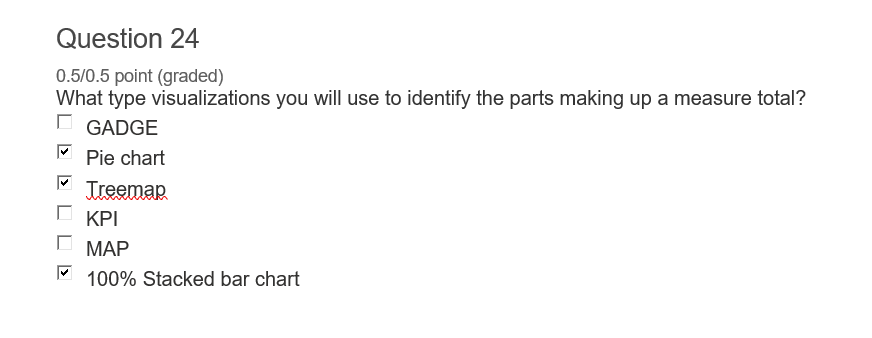 Question 24
0.5/0.5 point (graded)
What type visualizations you will use to identify the parts making up a measure total?
GADGE
Pie chart
Treemap
KPI
MAP
100% Stacked bar chart